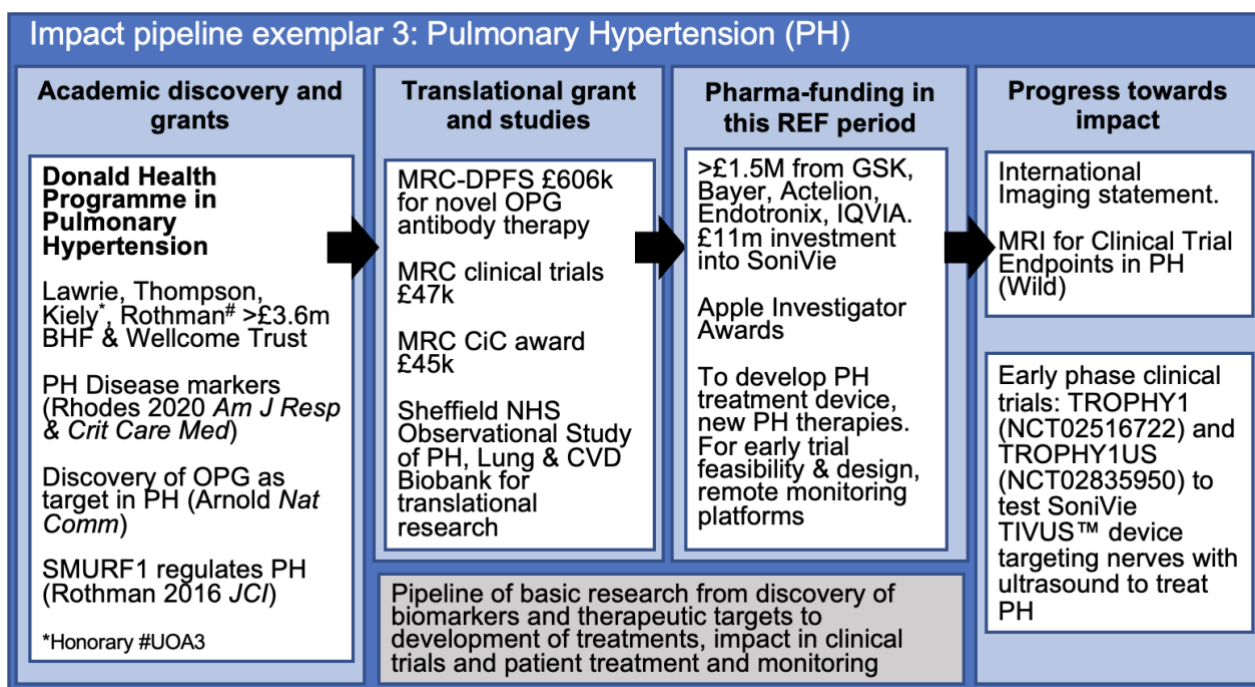 Impact pipeline exemplar 3: Pulmonary Hypertension (PH)
Academic discovery and
grants
Donald Health
Programme in
Pulmonary
Hypertension
Lawrie, Thompson,
Kiely*, Rothman# >£3.6m
BHF & Wellcome Trust
PH Disease markers
(Rhodes 2020 Am J Resp
& Crit Care Med)
Discovery of OPG as
target in PH (Arnold Nat
Comm)
SMURF1 regulates PH
(Rothman 2016 JCI)
*Honorary #UOA3
Translational grant
and studies
MRC-DPFS £606k
for novel OPG
antibody therapy
MRC clinical trials
£47k
MRC CiC award
£45k
Sheffield NHS
Observational Study
of PH, Lung & CVD
Biobank for
translational
research
Pharma-funding in
this REF period
>£1.5M from GSK,
Bayer, Actelion,
Endotronix, IQVIA.
£11m investment
into SoniVie
Apple Investigator
Awards
To develop PH
treatment device,
new PH therapies.
For early trial
feasibility & design,
remote monitoring
platforms
Progress towards
impact
International
Imaging statement.
MRI for Clinical Trial
Endpoints in PH
(Wild)
Early phase clinical
trials: TROPHY1
(NCT02516722) and
TROPHY1US
(NCT02835950) to
test SoniVie
TIVUS™ device
targeting nerves with
ultrasound to treat
PH
Pipeline of basic research from discovery of
biomarkers and therapeutic targets to
development of treatments, impact in clinical
trials and patient treatment and monitoring